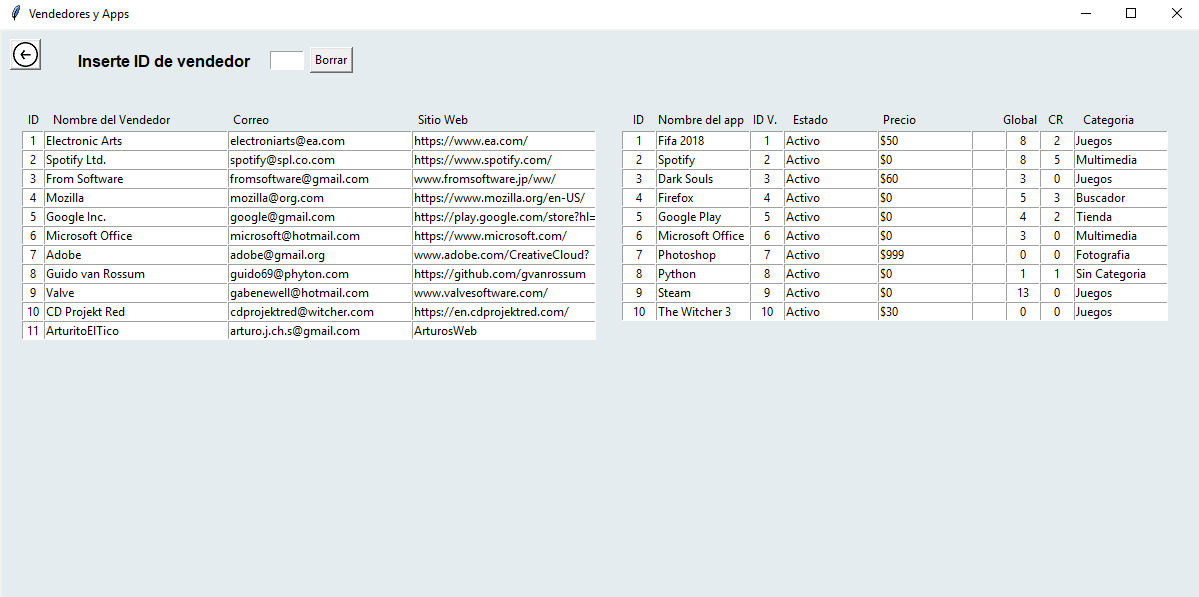 Vendedores y Apps
Inserte ID de vendedor Borrar
ID Nombre del Vendedor Correo Sitio Web
1 Electronic Arts electroniarts@ea.com https://www.ea.com/
2 Spotify Ltd. spotify@spl.co.com https://www.spotify.com/
3 From Software fromsoftware@gmail.com www.fromsoftware.jp/ww/
4 Mozilla mozilla@org.com https://www.mozilla.org/en-US/
5 Google Inc. google@gmail.com https://play.google.com/store?hl=
6 Microsoft Office microsoft@hotmail.com https://www.microsoft.com/
7 Adobe adobe@gmail.org www.adobe.com/CreativeCloud?
8 Guido van Rossum guido69@phyton.com https://github.com/gvanrossum
9 Valve gabenewell@hotmail.com www.valvesoftware.com/
10 CD Projekt Red cdprojektred@witcher.com https://en.cdprojektred.com/
11 ArturitoElTico arturo.j.ch.s@gmail.com ArturosWeb
ID Nombre del app ID V. Estado Precio Global CR Categoria
1 Fifa 2018 1 Activo $50 8 2 Juegos
2 Spotify 2 Activo $0 8 5 Multimedia
3 Dark Souls 3 Activo $60 3 0 Juegos
4 Firefox 4 Activo $0 5 3 Buscador
5 Google Play 5 Activo $0 4 2 Tienda
6 Microsoft Office 6 Activo $0 3 0 Multimedia
7 Photoshop 7 Activo $999 0 0 Fotografia
8 Python 8 Activo $0 1 1 Sin Categoria
9 Steam 9 Activo $0 13 0 Juegos
10 The Witcher 3 10 Activo $30 0 0 Juegos